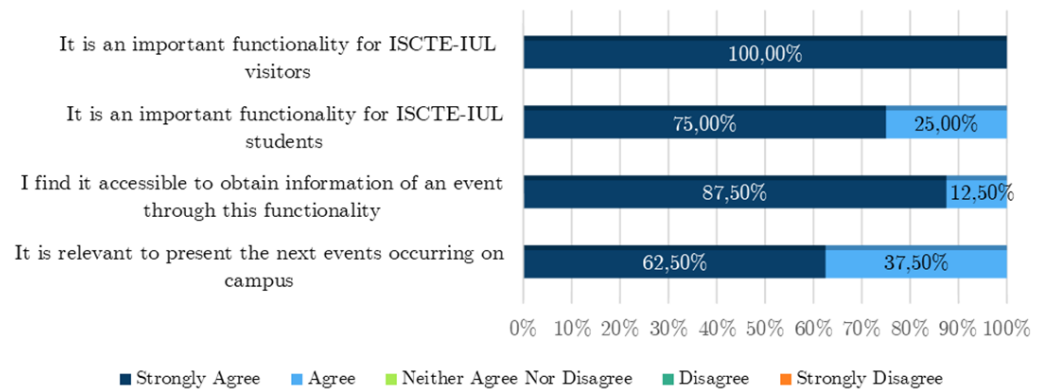 It is an important functionality for ISCTE-IUL
visitors
100,00%
It is an important functionality for ISCTE-IUL
students
75,00% 25,00%
I find it accessible to obtain information of an event
through this functionality
87,50% 12,50%
It is relevant to present the next events occurring on
campus
62,50% 37,50%
0% 10% 20% 30% 40% 50% 60% 70% 80% 90% 100%
Strongly Agree Agree Neither Agree Nor Disagree Disagree Strongly Disagree